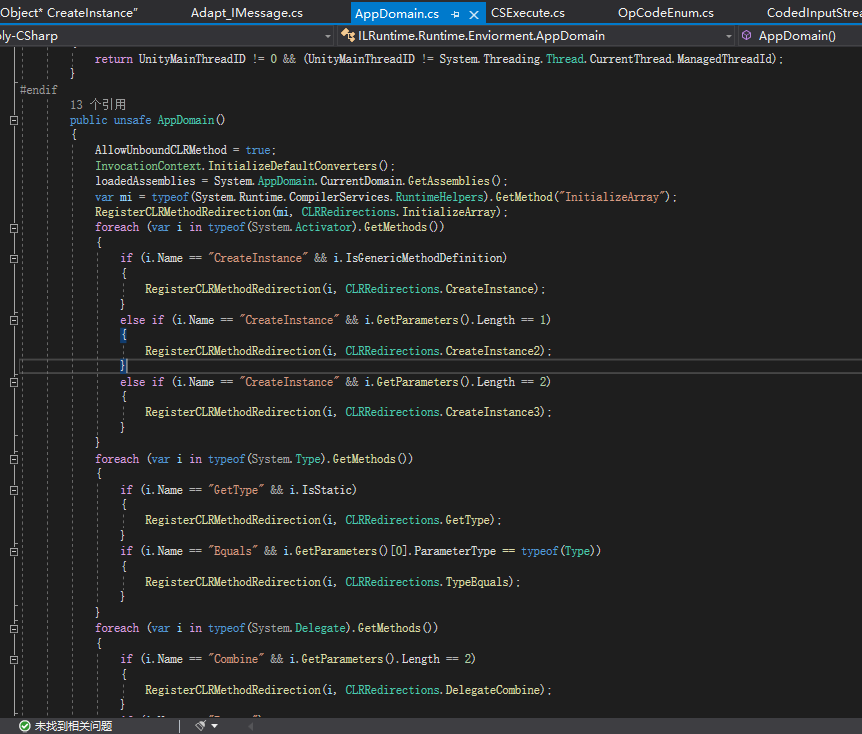 Object* CreateInstance” Adapt_IMessage.cs AppDomain.cs CSExecute.cs OpCodeEnum.cs CodedInputStrea
ly-CSharp ILRuntime.Runtime.Enviorment.AppDomain AppDomain()
return UnityMainThreadID != 0 && (UnityMainThreadID != System.Threading.Thread.CurrentThread.ManagedThreadId);
}
#endif
13 个引用
public unsafe AppDomain()
{
AllowUnboundCLRMethod = true;
InvocationContext.InitializeDefaultConverters();
loadedAssemblies = System.AppDomain.CurrentDomain.GetAssemblies();
var mi = typeof(System.Runtime.CompilerServices.RuntimeHelpers).GetMethod("InitializeArray");
RegisterCLRMethodRedirection(mi, CLRRedirections.InitializeArray);
foreach (var i in typeof(System.Activator).GetMethods())
{
if (i.Name == "CreateInstance" && i.IsGenericMethodDefinition)
{
RegisterCLRMethodRedirection(i, CLRRedirections.CreateInstance);
}
else if (i.Name == "CreateInstance" && i.GetParameters().Length == 1)
{
RegisterCLRMethodRedirection(i, CLRRedirections.CreateInstance2);
}
else if (i.Name == "CreateInstance" && i.GetParameters().Length == 2)
{
RegisterCLRMethodRedirection(i, CLRRedirections.CreateInstance3);
}
}
foreach (var i in typeof(System.Type).GetMethods())
{
if (i.Name == "GetType" && i.IsStatic)
{
RegisterCLRMethodRedirection(i, CLRRedirections.GetType);
}
if (i.Name == "Equals" && i.GetParameters()[0].ParameterType == typeof(Type))
{
RegisterCLRMethodRedirection(i, CLRRedirections.TypeEquals);
}
}
foreach (var i in typeof(System.Delegate).GetMethods())
{
if (i.Name == "Combine" && i.GetParameters().Length == 2)
{
RegisterCLRMethodRedirection(i, CLRRedirections.DelegateCombine);
}
未找到相关问题